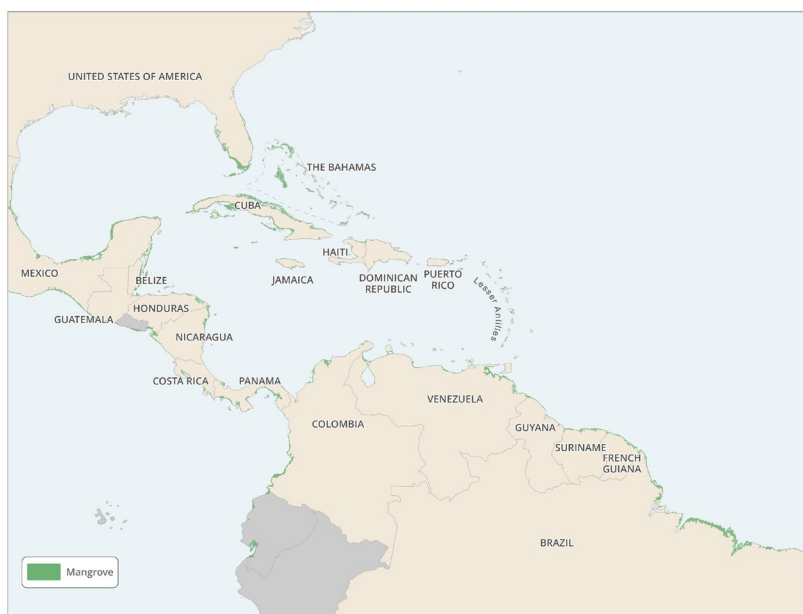 UNITED STATES OF AMERICA
THE BAHAMAS
CUBA
HAITI
MEXICO
BELIZE
JAMAICA
DOMINICAN
REPUBLIC
PUERTO
RICO
Lesser Antilles
HONDURAS
GUATEMALA
NICARAGUA
COSTA RICA
PANAMA
VENEZUELA
COLOMBIA
GUYANA
SURINAME
FRENCH
GUIANA
BRAZIL
Mangrove